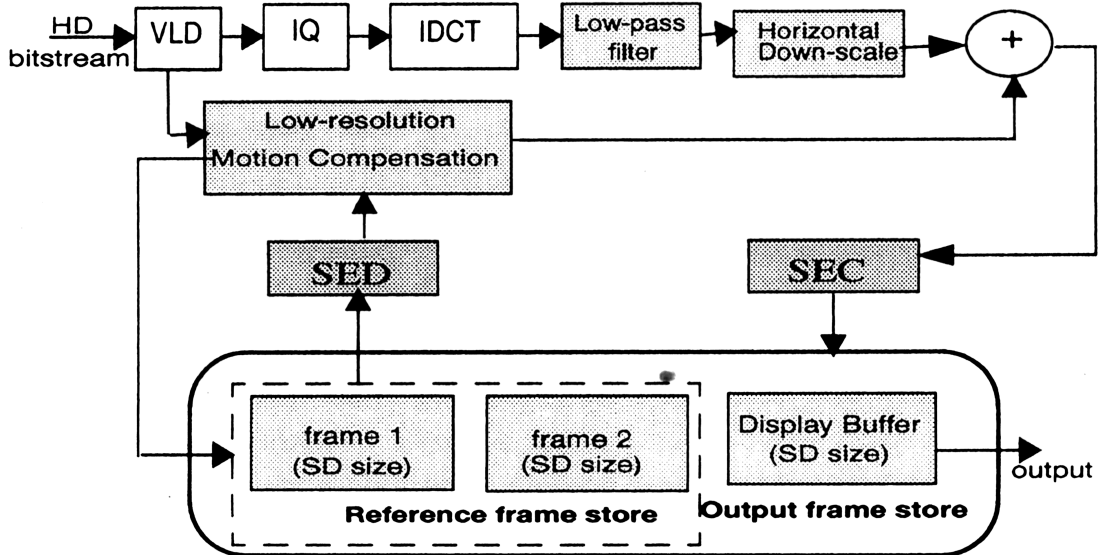 HD
bitstream
VLD
IQ
IDCT
Low-pass
filter
Horizontal
Down-scale
+
Low-resolution
Motion Compensation
SED
SEC
frame 1
(SD size)
frame 2
(SD size)
Display Buffer
(SD size)
output
Reference frame store
Output frame store